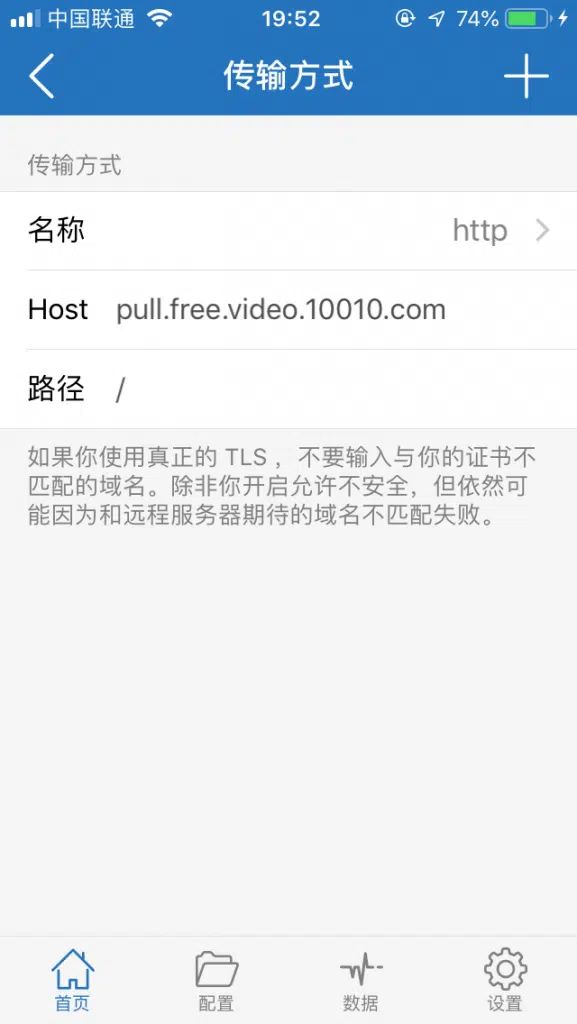 中国联通 19:52 74%
传输方式
传输方式
名称 http
Host pull.free.video.10010.com
路径 /
如果你使用真正的 TLS ，不要输入与你的证书不
匹配的域名。除非你开启允许不安全，但依然可
能因为和远程服务器期待的域名不匹配失败。
首页 配置 数据 设置